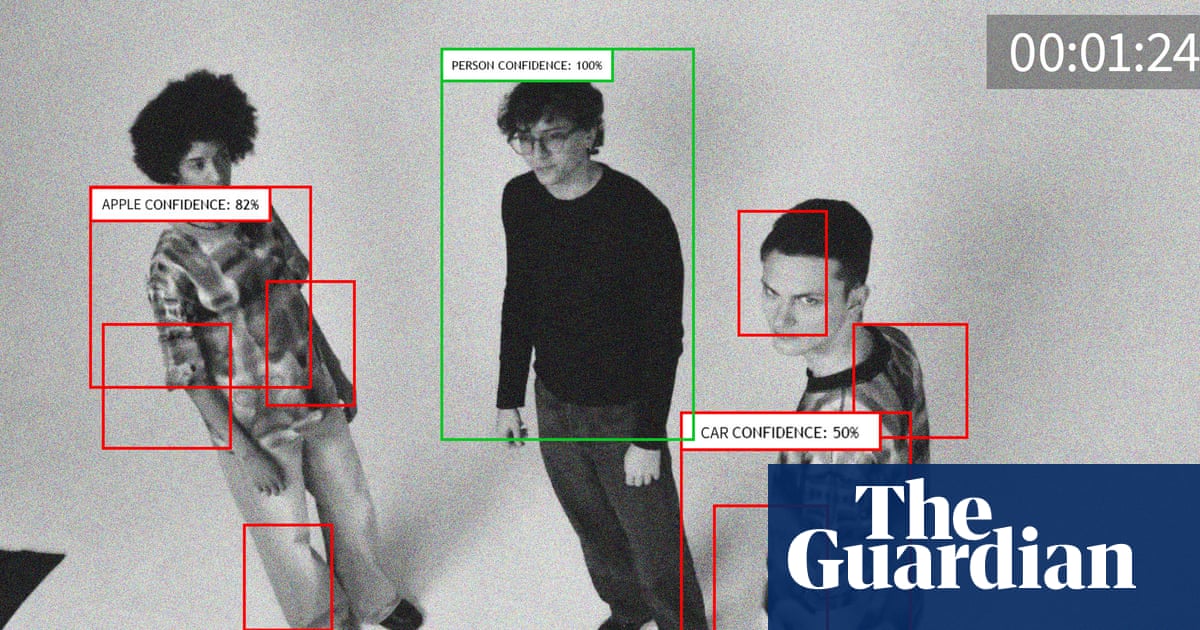 00:01:24
PERSON CONFIDENCE: 100%
APPLE CONFIDENCE: 82%
CAR CONFIDENCE: 50%
The
Guardian